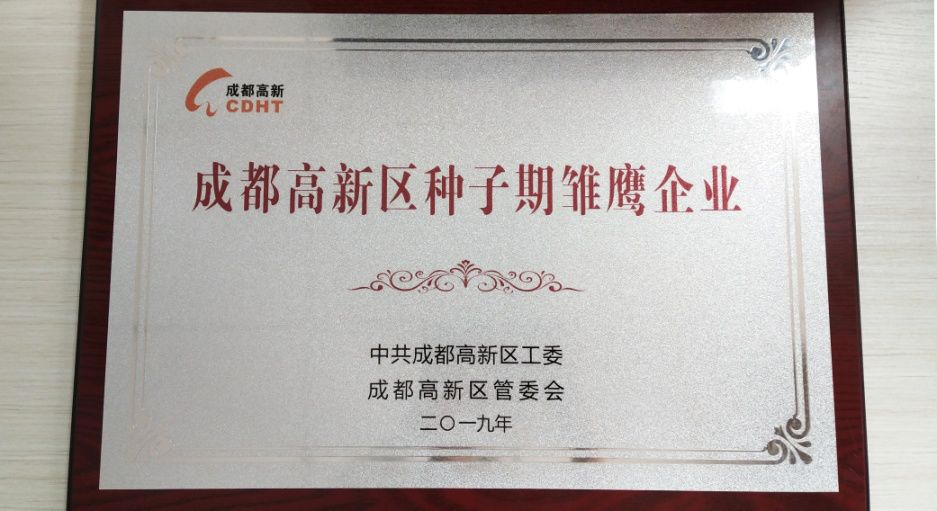 成都高新
CDHT
成都高新区种子期雏鹰企业
中共成都高新区工委
成都高新区管委会
二〇一九年